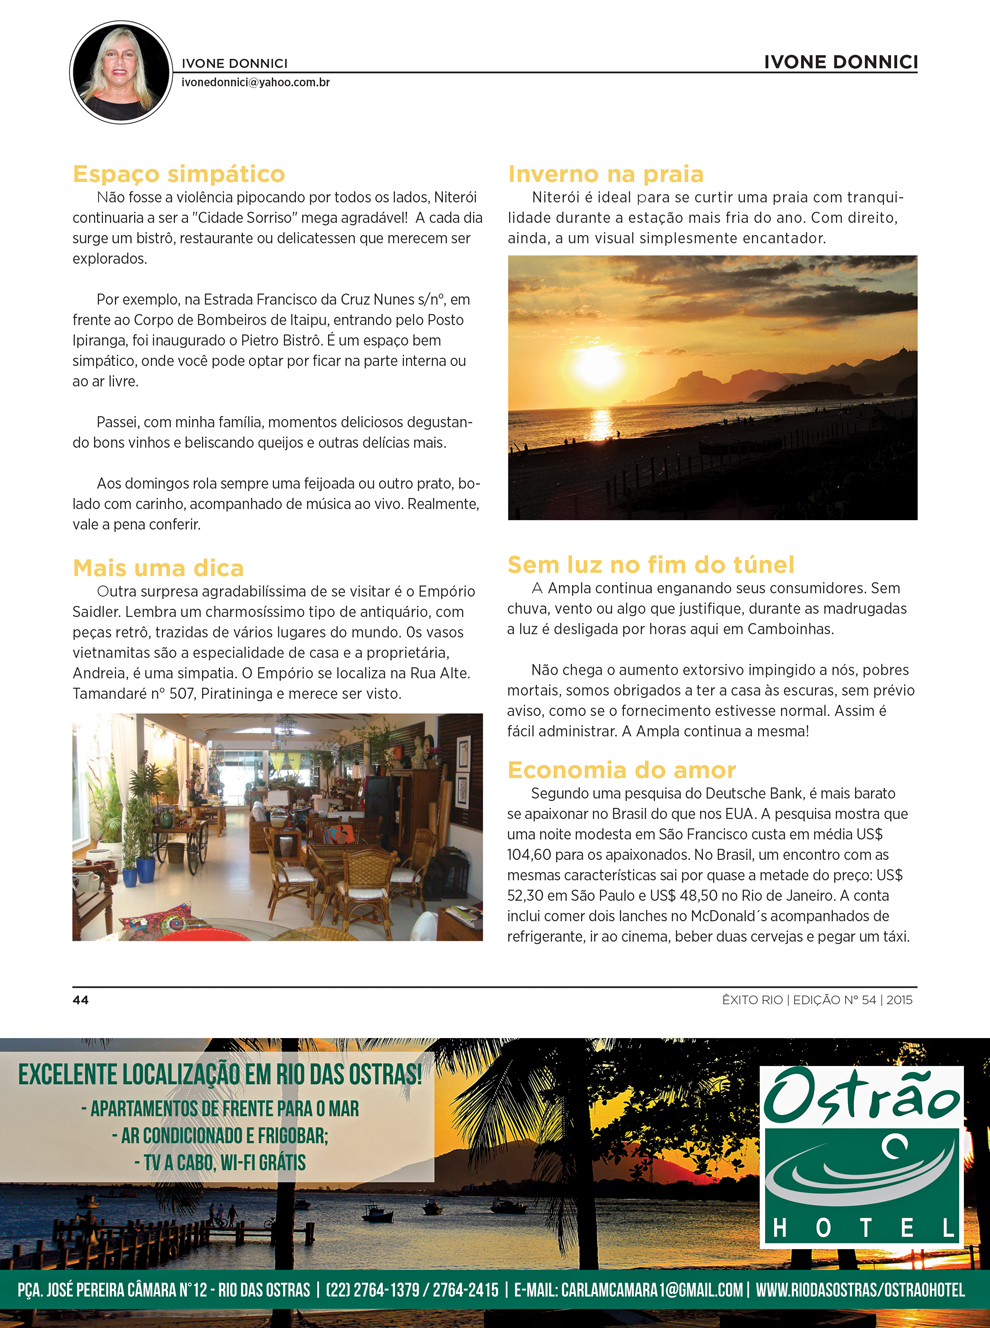 IVONE DONNICI
ivonedonnici@yahoo.com.br
IVONE DONNICI
Espaço simpático
Não fosse a violência pipocando por todos os lados, Niterói
continuaria a ser a "Cidade Sorriso" mega agradável!  A cada dia
surge um bistrô, restaurante ou delicatessen que merecem ser
explorados.
Por exemplo, na Estrada Francisco da Cruz Nunes s/nº, em
frente ao Corpo de Bombeiros de Itaipu, entrando pelo Posto
Ipiranga, foi inaugurado o Pietro Bistrô. É um espaço bem
simpático, onde você pode optar por ficar na parte interna ou
ao ar livre.
Passei, com minha família, momentos deliciosos degustan-
do bons vinhos e beliscando queijos e outras delícias mais.
Aos domingos rola sempre uma feijoada ou outro prato, bo-
lado com carinho, acompanhado de música ao vivo. Realmente,
vale a pena conferir.
Mais uma dica
Outra surpresa agradabilíssima de se visitar é o Empório
Saidler. Lembra um charmosíssimo tipo de antiquário, com
peças retrô, trazidas de vários lugares do mundo. Os vasos
vietnamitas são a especialidade de casa e a proprietária,
Andreia, é uma simpatia. O Empório se localiza na Rua Alte.
Tamandaré nº 507, Piratininga e merece ser visto.
Inverno na praia
Niterói é ideal para se curtir uma praia com tranqui-
lidade durante a estação mais fria do ano. Com direito,
ainda, a um visual simplesmente encantador.
Sem luz no fim do túnel
A Ampla continua enganando seus consumidores. Sem
chuva, vento ou algo que justifique, durante as madrugadas
a luz é desligada por horas aqui em Camboinhas.
Não chega o aumento extorsivo impingido a nós, pobres
mortais, somos obrigados a ter a casa às escuras, sem prévio
aviso, como se o fornecimento estivesse normal. Assim é
fácil administrar. A Ampla continua a mesma!
Economia do amor
Segundo uma pesquisa do Deutsche Bank, é mais barato
se apaixonar no Brasil do que nos EUA. A pesquisa mostra que
uma noite modesta em São Francisco custa em média US$
104,60 para os apaixonados. No Brasil, um encontro com as
mesmas características sai por quase a metade do preço: US$
52,30 em São Paulo e US$ 48,50 no Rio de Janeiro. A conta
inclui comer dois lanches no McDonald´s acompanhados de
refrigerante, ir ao cinema, beber duas cervejas e pegar um táxi.
44
ÊXITO RIO | EDIÇÃO Nº 54 | 2015
EXCELENTE LOCALIZAÇÃO EM RIO DAS OSTRAS!
- APARTAMENTOS DE FRENTE PARA O MAR
- AR CONDICIONADO E FRIGOBAR;
- TV A CABO, WI-FI GRÁTIS
Ostrão
HOTEL
PÇA. JOSÉ PEREIRA CÂMARA N°12 - RIO DAS OSTRAS | (22) 2764-1379 / 2764-2415 | E-MAIL: CARLAMCAMARA1@GMAIL.COM | WWW.RIODASOSTRAS/OSTRAOHOTEL